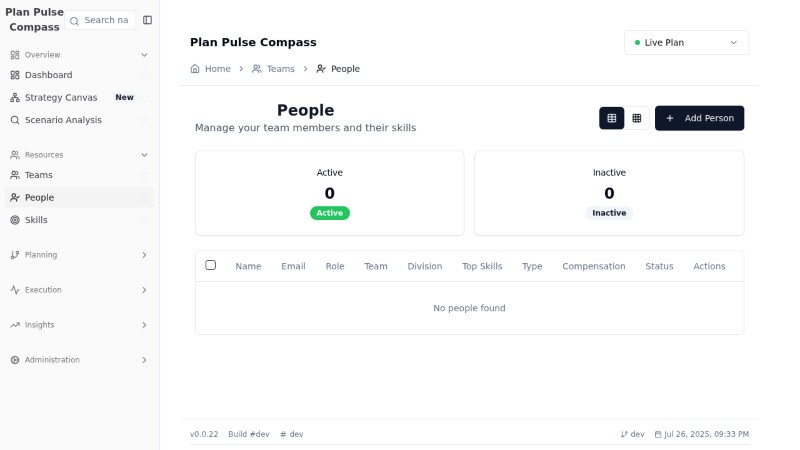 Plan Pulse
Compass
Search na
Overview
Dashboard
Strategy Canvas New
Scenario Analysis
Resources
Teams
People
Skills
Planning
Execution
Insights
Administration
Plan Pulse Compass
Live Plan
Home > Teams > People
People
Manage your team members and their skills
+ Add Person
Active
0
Active
Inactive
0
Inactive
Name Email Role Team Division Top Skills Type Compensation Status Actions
No people found
v0.0.22 Build #dev # dev dev Jul 26, 2025, 09:33 PM